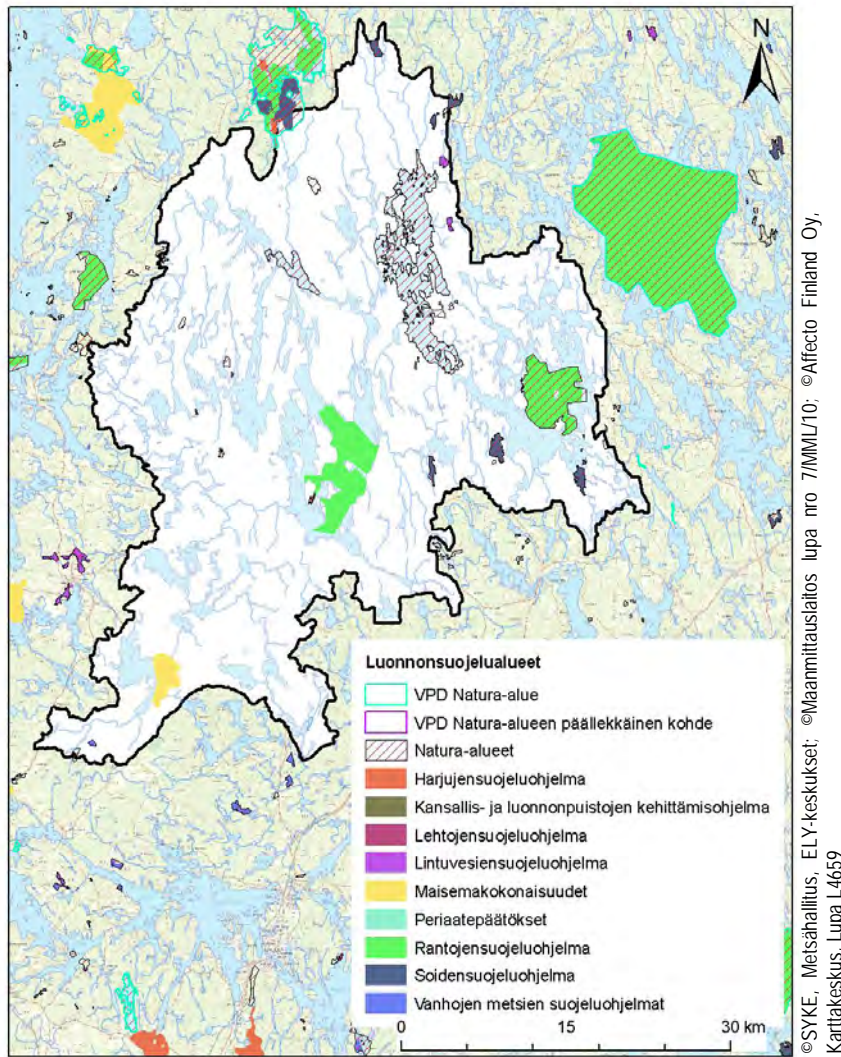 N
Luonnonsuojelualueet
VPD Natura-alue
VPD Natura-alueen päällekkäinen kohde
Natura-alueet
Harjujensuojeluohjelma
Kansallis- ja luonnonpuistojen kehittämisohjelma
Lehtojensuojeluohjelma
Lintuvesiensuojeluohjelma
Maisemakokonaisuudet
Periaatepäätökset
Rantojensuojeluohjelma
Soidensuojeluohjelma
Vanhojen metsien suojeluohjelmat
0 15 30 km
©SYKE, Metsähallitus, ELY-keskukset; ©Maanmittauslaitos lupa nro 7/MML/10; ©Affecto Finland Oy,
Karttakeskus, Lupa L4659